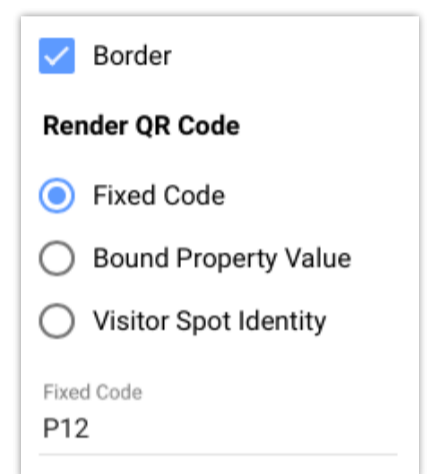 Border
Render QR Code
Fixed Code
Bound Property Value
Visitor Spot Identity
Fixed Code
P12